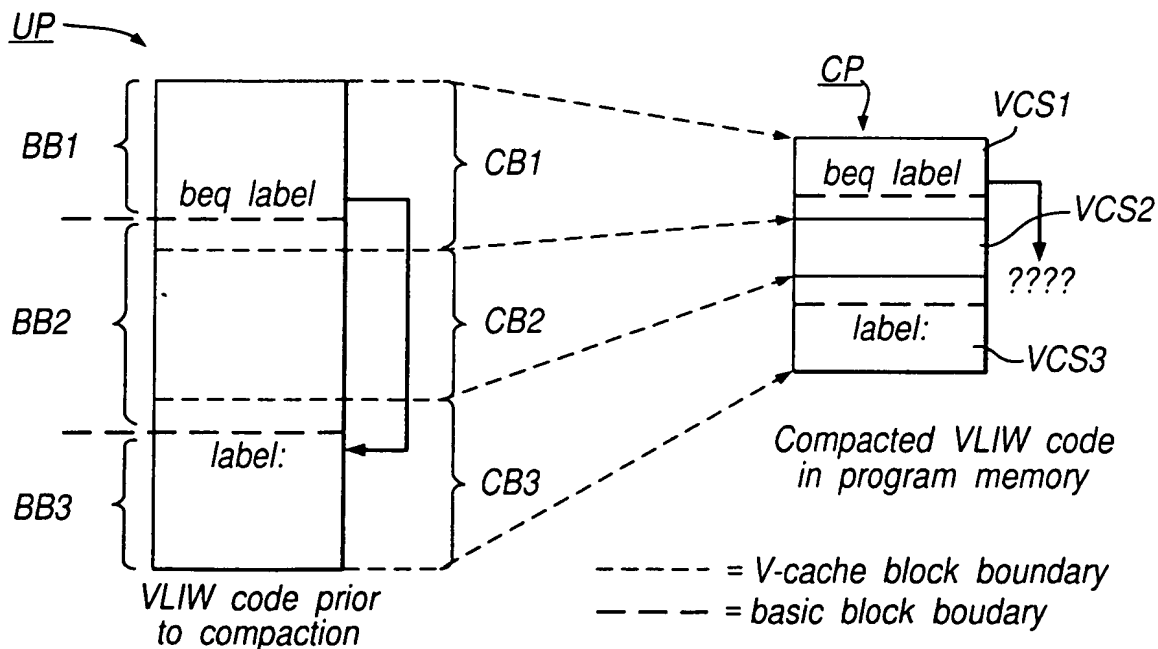 UP
CP
VCS1
BB1
CB1
beq label
beq label
VCS2
????
BB2
CB2
label:
VCS3
label:
BB3
CB3
Compacted VLIW code
in program memory
VLIW code prior
to compaction
= V-cache block boundary
= basic block boudary